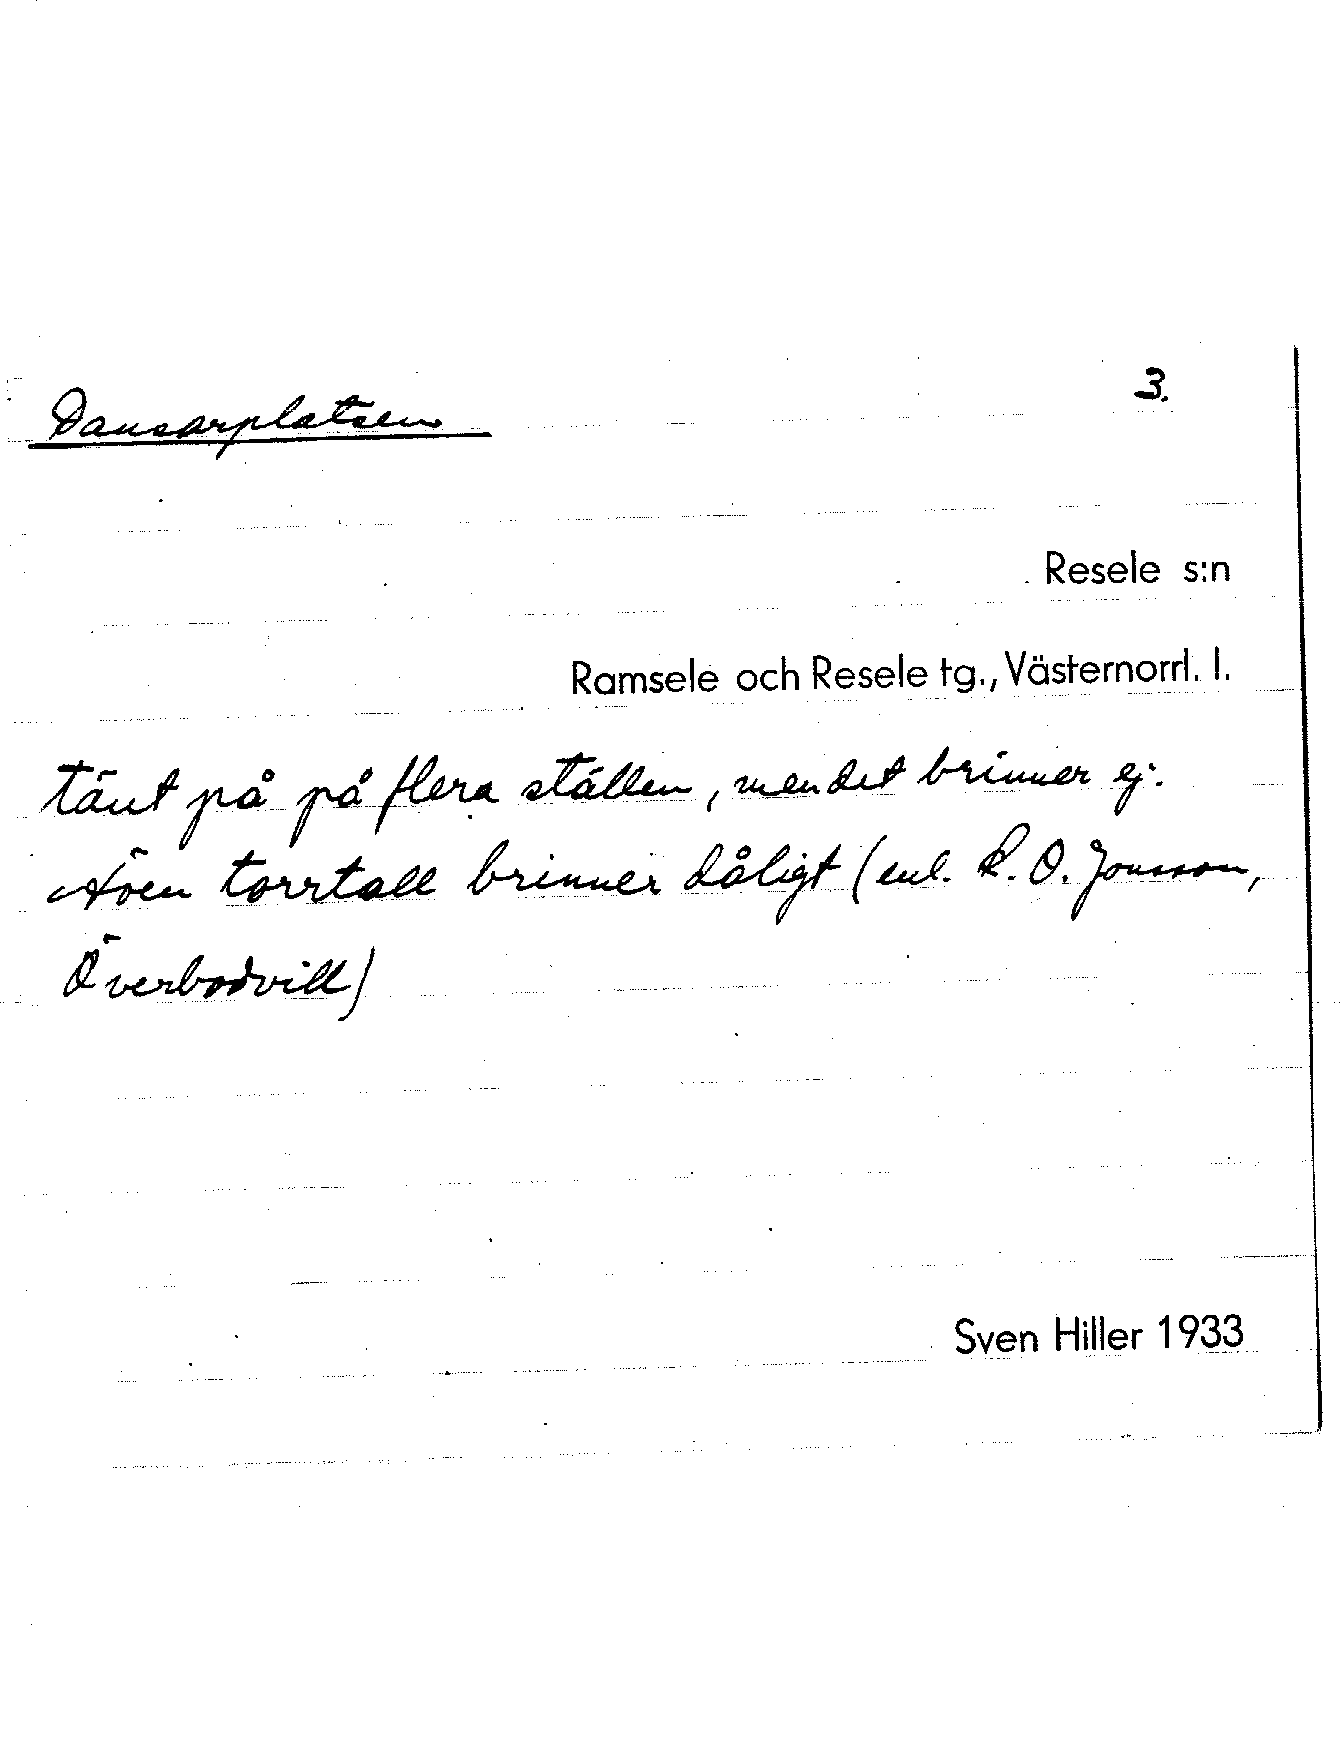 Dansarplatsen
3.
Resele s:n
Ramsele och Resele tg., Västernorrl. l.
tänt på på flera ställen, men det brinner ej.
Även torrtall brinner dåligt (enl. R. O. Jonsson,
Överbodvill)
Sven Hiller 1933